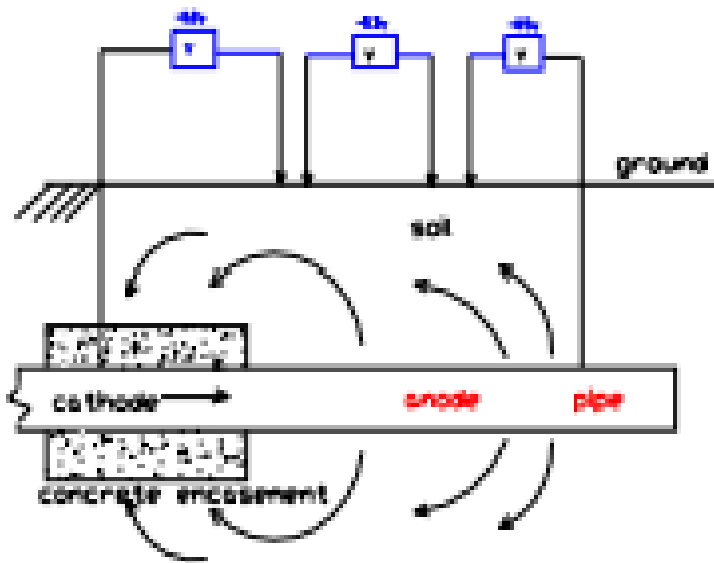 V V V
ground
soil
cathode
anode
pipe
concrete encasement